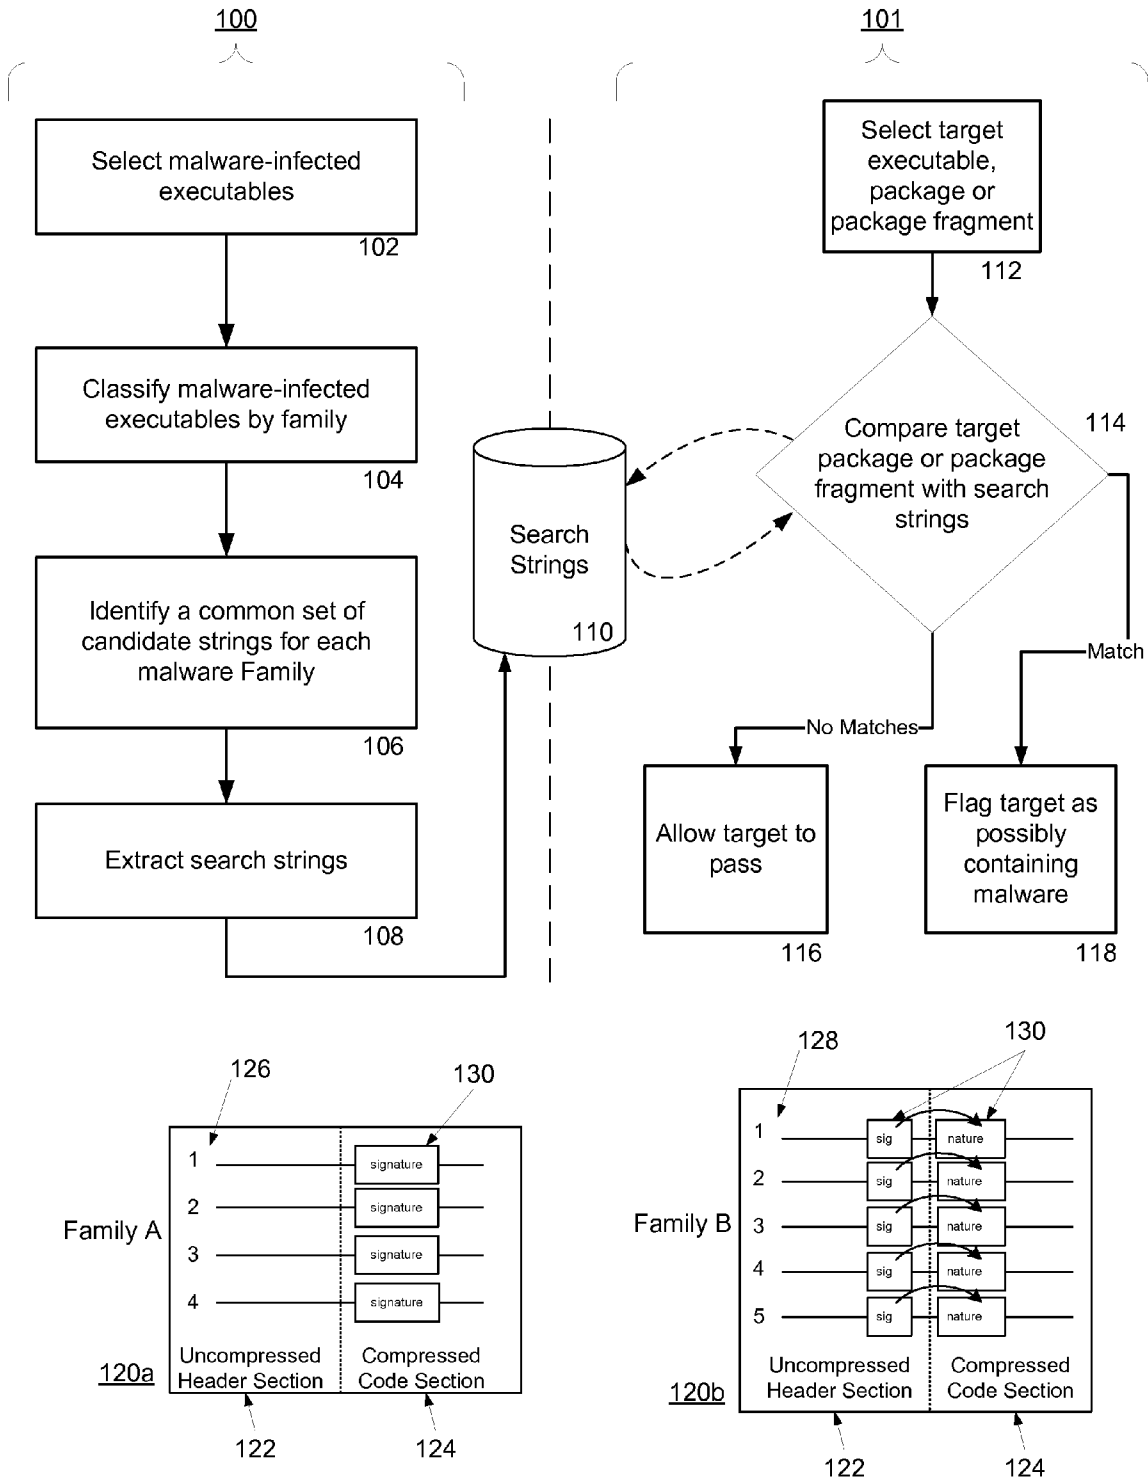 100
101
Select malware-infected
executables
102
Classify malware-infected
executables by family
104
Identify a common set of
candidate strings for each
malware Family
106
Extract search strings
108
Search
Strings
110
Select target
executable,
package or
package fragment
112
Compare target
package or package
fragment with search
strings
114
Match
No Matches
Allow target to
pass
116
Flag target as
possibly
containing
malware
118
126
130
1
signature
2
signature
Family A
3
signature
4
signature
Uncompressed
Header Section
Compressed
Code Section
120a
122
124
128
130
1
sig
nature
2
sig
nature
Family B
3
sig
nature
4
sig
nature
5
sig
nature
Uncompressed
Header Section
Compressed
Code Section
120b
122
124